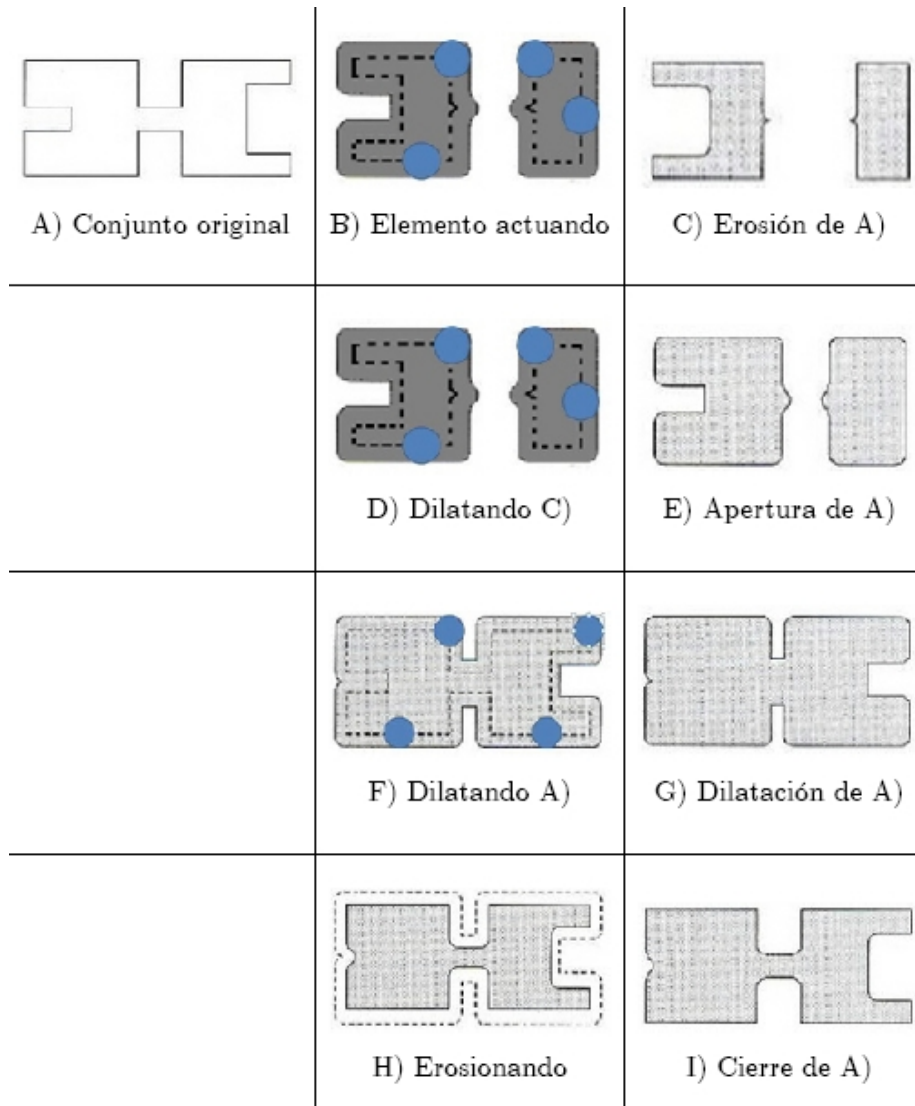 A) Conjunto original
B) Elemento actuando
C) Erosión de A)
D) Dilatando C)
E) Apertura de A)
F) Dilatando A)
G) Dilatación de A)
H) Erosionando
I) Cierre de A)